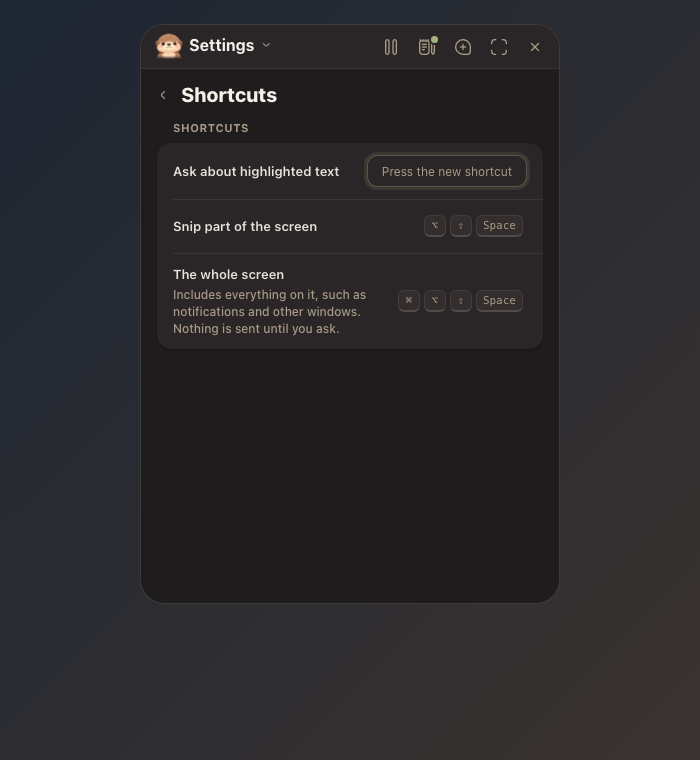 Settings
Shortcuts
SHORTCUTS
Ask about highlighted text
Press the new shortcut
Snip part of the screen
⌥ ⇧ Space
The whole screen
Includes everything on it, such as
notifications and other windows.
Nothing is sent until you ask.
⌘ ⌥ ⇧ Space